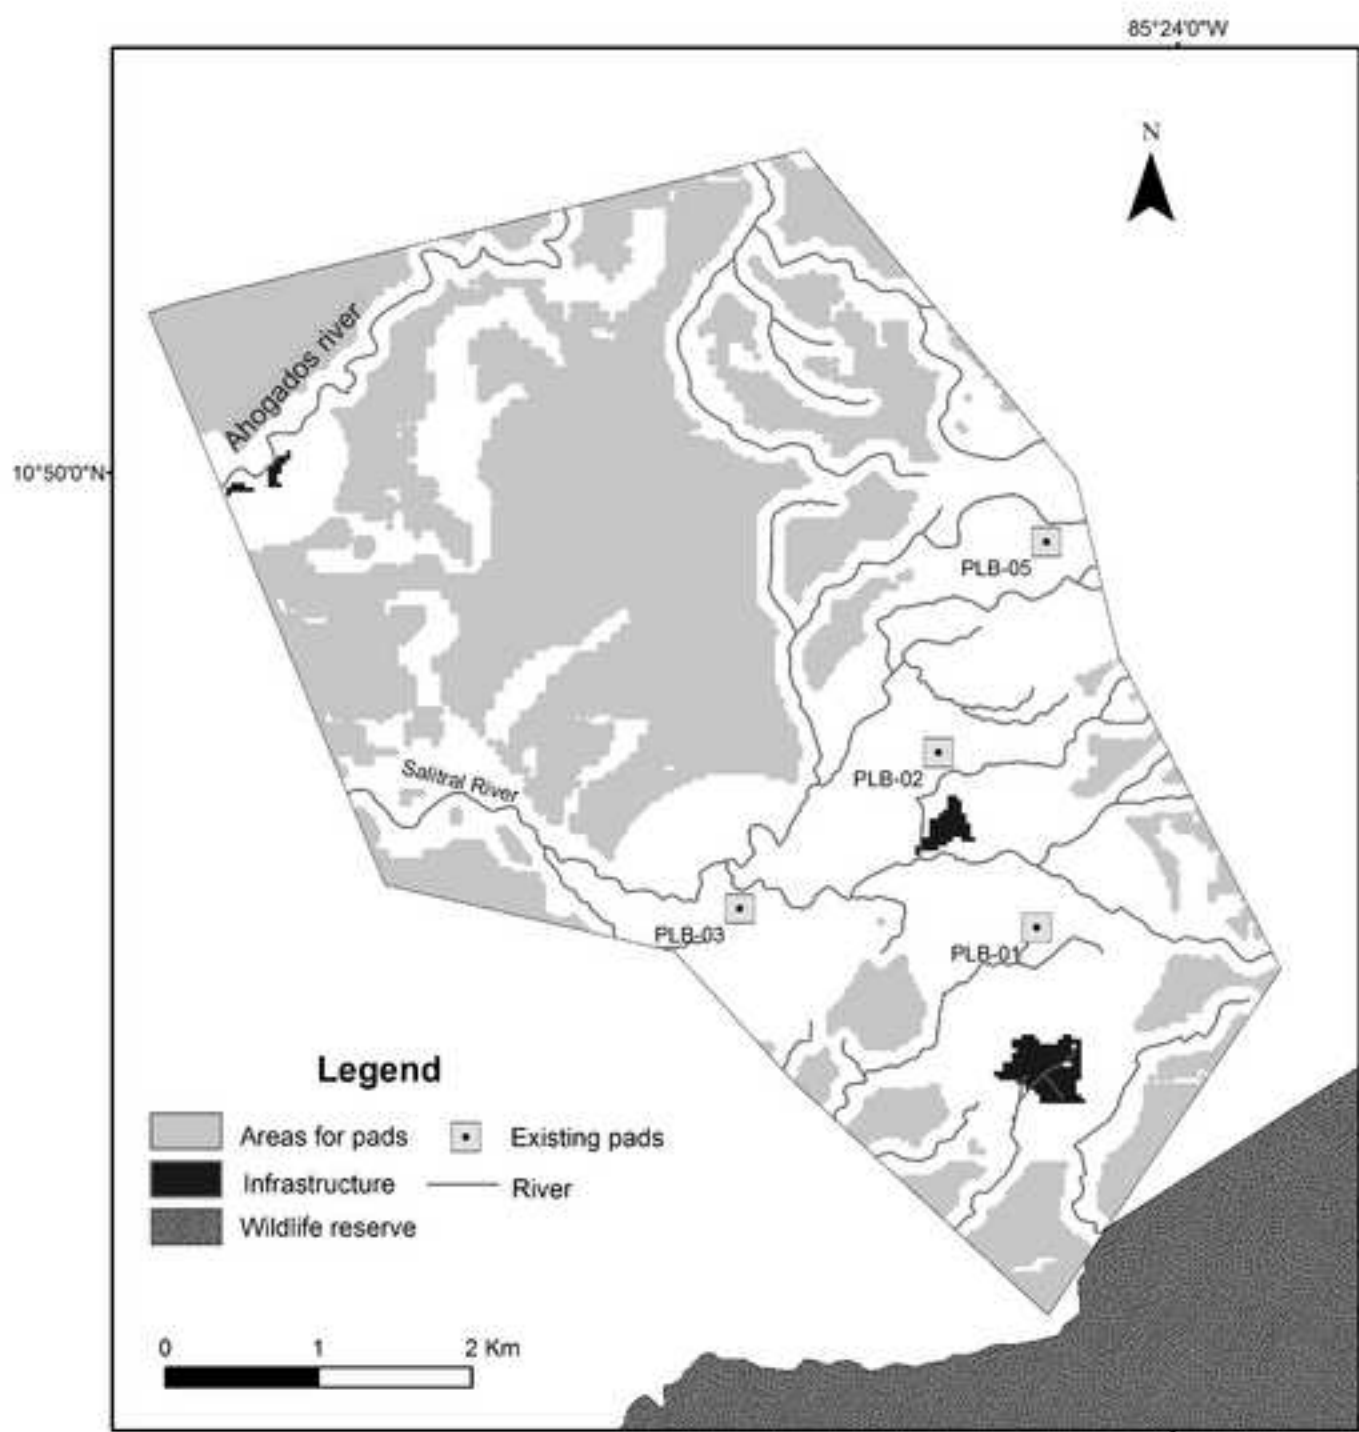 85°24'0"W
N
Ahogados river
10°50'0"N
PLB-05
PLB-02
Salitral River
PLB-03
PLB-01
Legend
Areas for pads
Existing pads
Infrastructure
River
Wildlife reserve
0 1 2 Km